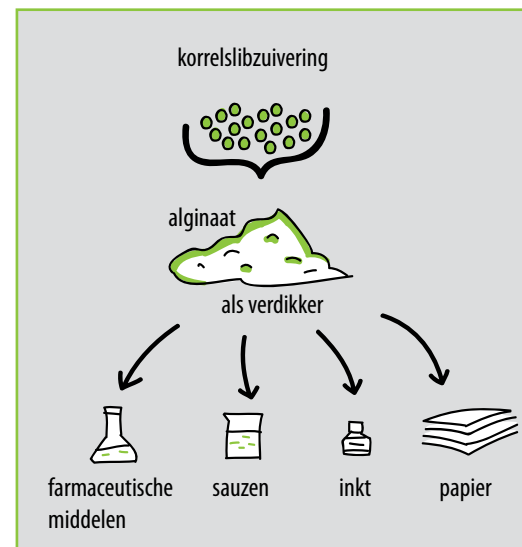 korrelslibzuivering
alginaat
als verdikker
farmaceutische
middelen
sauzen
inkt
papier